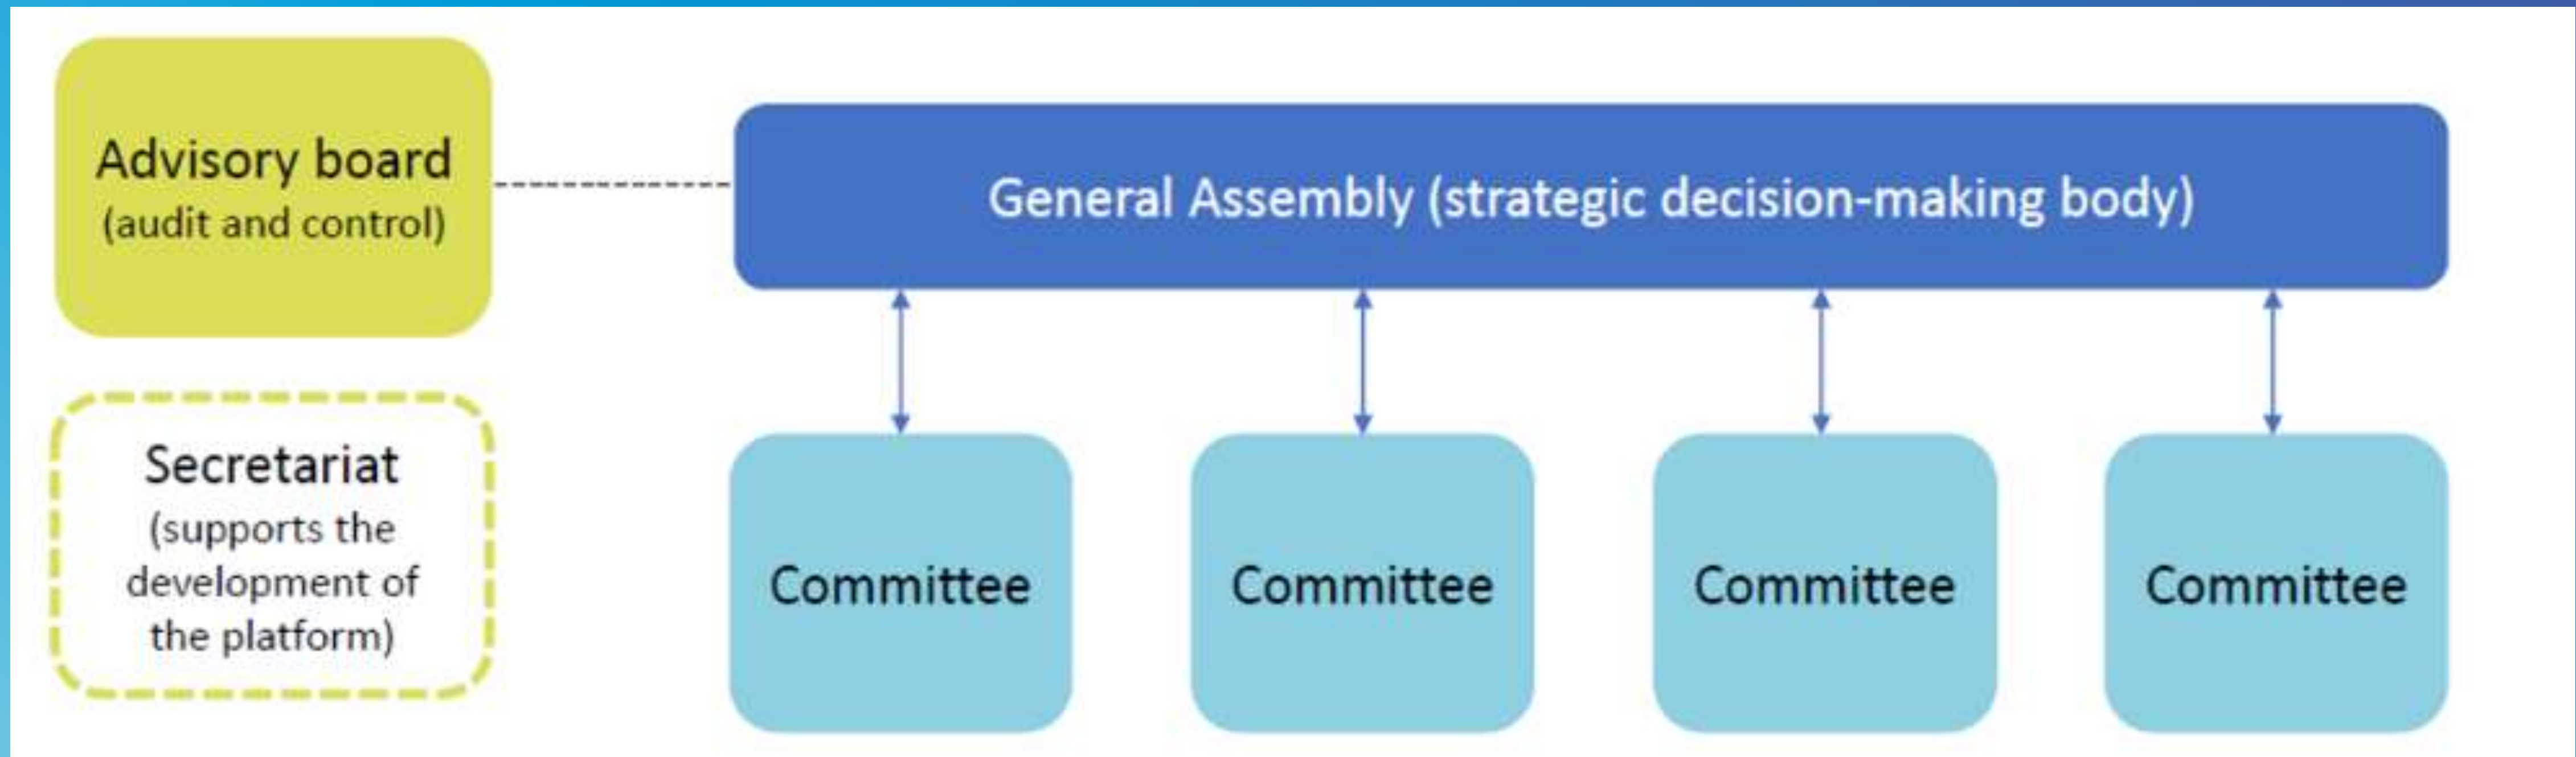 Advisory board
(audit and control)
General Assembly (strategic decision-making body)
Secretariat
(supports the
development of
the platform)
Committee
Committee
Committee
Committee